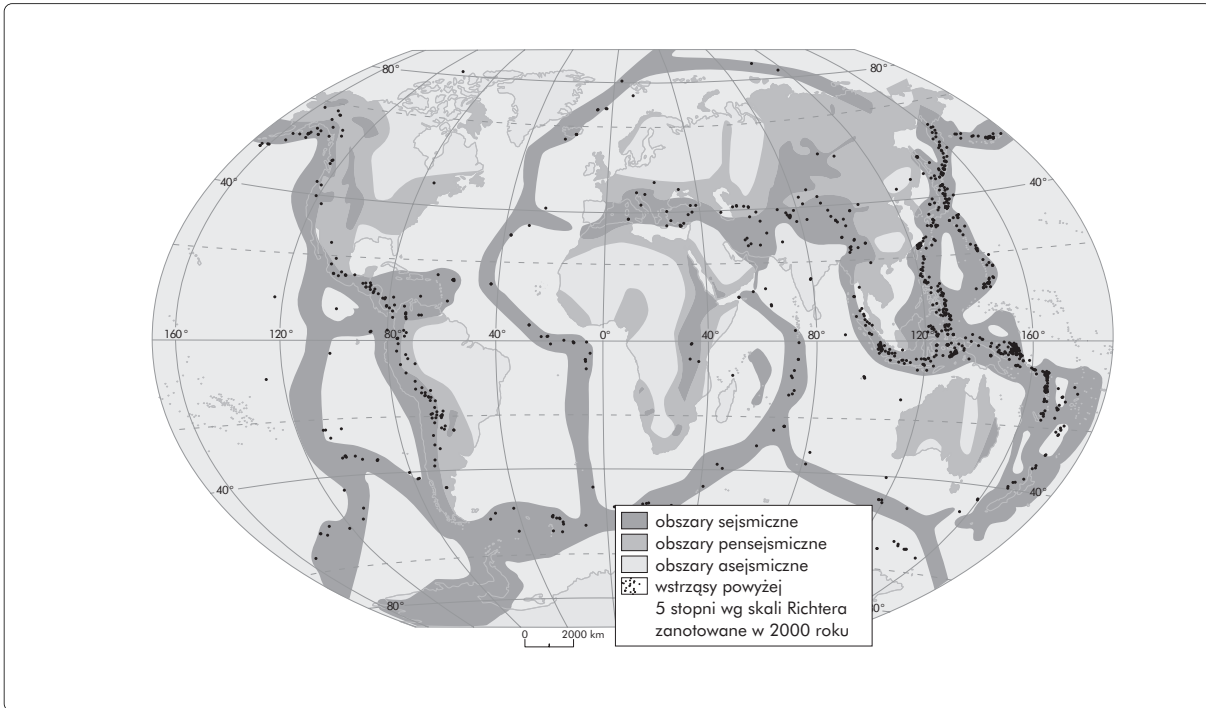 80° 80°
40° 40°
160° 120° 80° 40° 0° 40° 80° 120° 160°
40° 40°
obszary sejsmiczne
obszary pensejsmiczne
obszary asejsmiczne
wstrząsy powyżej
5 stopni wg skali Richtera
zanotowane w 2000 roku
80° 80°
0 2000 km